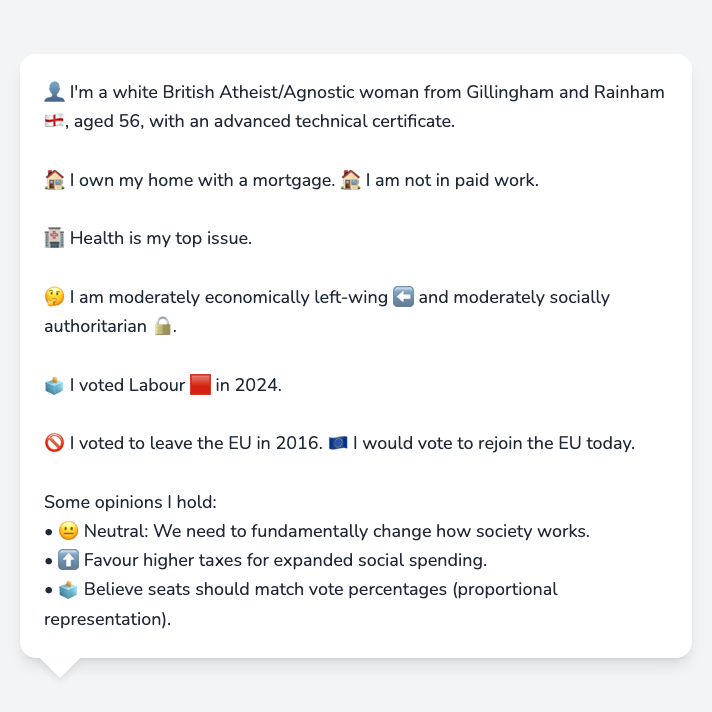 👤 I'm a white British Atheist/Agnostic woman from Gillingham and Rainham
🏴󠁧󠁢󠁥󠁮󠁧󠁿, aged 56, with an advanced technical certificate.
🏠 I own my home with a mortgage. 🏠 I am not in paid work.
🏥 Health is my top issue.
🤔 I am moderately economically left-wing ⬅️ and moderately socially
authoritarian 🔒.
🗳️ I voted Labour 🟥 in 2024.
🚫 I voted to leave the EU in 2016. 🇪🇺 I would vote to rejoin the EU today.
Some opinions I hold:
• 😐 Neutral: We need to fundamentally change how society works.
• ⬆️ Favour higher taxes for expanded social spending.
• 🗳️ Believe seats should match vote percentages (proportional
representation).